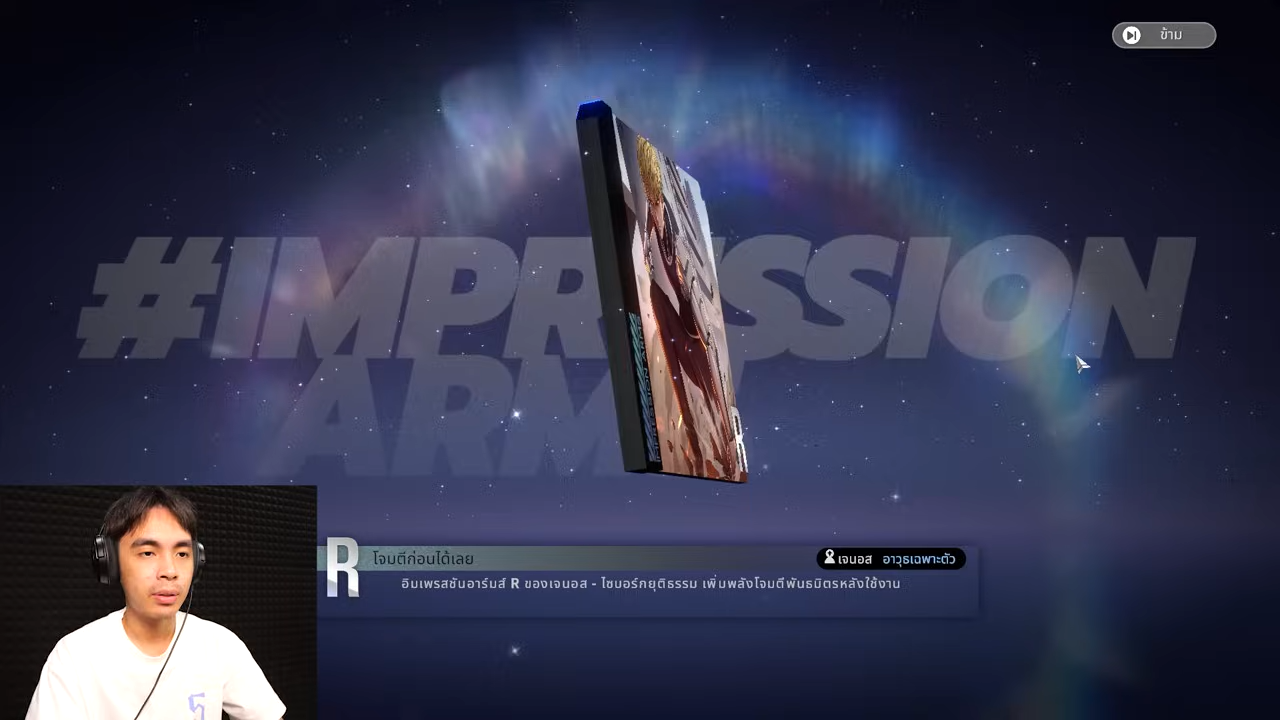 ข้าม
#IMPRESSION
ARM
R
โจมตีก่อนได้เลย
เจนอส อาวุธเฉพาะตัว
อิมเพรสชันอาร์มส์ R ของเจนอส - ไซบอร์กยุติธรรม เพิ่มพลังโจมตีพันธมิตรหลังใช้งาน